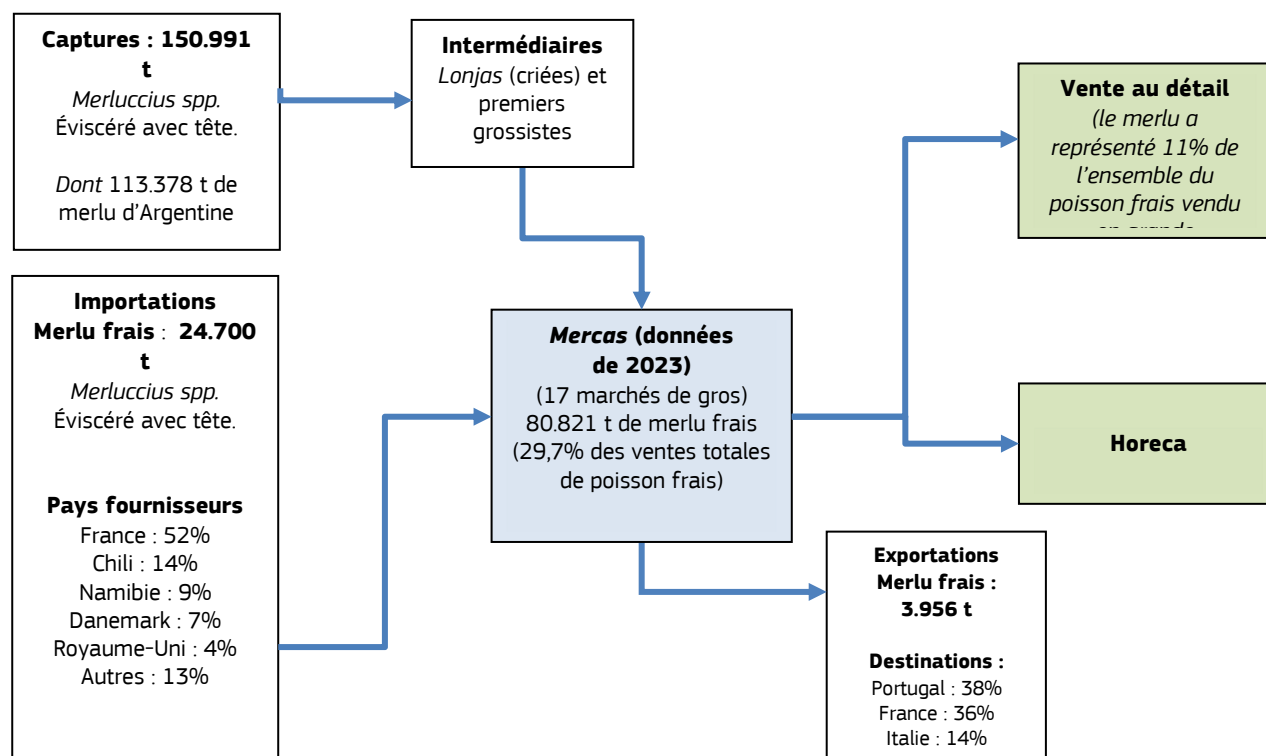 Captures : 150.991
t
Merluccius spp.
Éviscéré avec tête.
Dont 113.378 t de
merlu d’Argentine
Intermédiaires
Lonjas (criées) et
premiers
grossistes
Vente au détail
(le merlu a
représenté 11% de
l’ensemble du
poisson frais vendu
en grande
Importations
Merlu frais : 24.700
t
Merluccius spp.
Éviscéré avec tête.
Pays fournisseurs
France : 52%
Chili : 14%
Namibie : 9%
Danemark : 7%
Royaume-Uni : 4%
Autres : 13%
Mercas (données
de 2023)
(17 marchés de gros)
80.821 t de merlu frais
(29,7% des ventes totales
de poisson frais)
Horeca
Exportations
Merlu frais :
3.956 t
Destinations :
Portugal : 38%
France : 36%
Italie : 14%